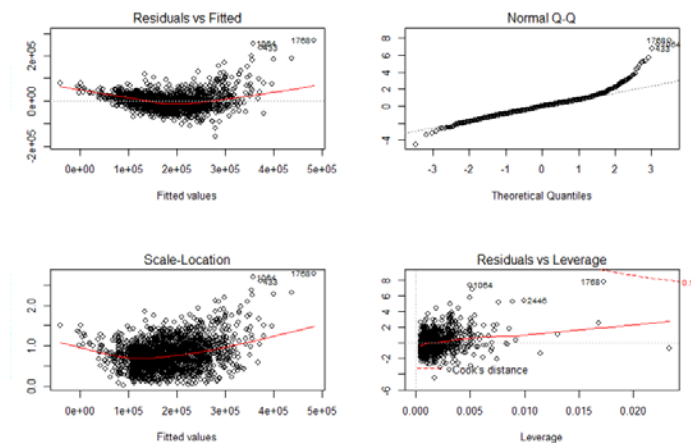 Residuals vs Fitted
1768
1064
433
2e+05
0e+00
-2e+05
0e+00 1e+05 2e+05 3e+05 4e+05 5e+05
Fitted values
Normal Q-Q
1768
1064
433
8
6
4
2
0
-4
-3 -2 -1 0 1 2 3
Theoretical Quantiles
Scale-Location
1768
1064
433
2.0
1.0
0.0
0e+00 1e+05 2e+05 3e+05 4e+05 5e+05
Fitted values
Residuals vs Leverage
1064
1768
2446
8
6
4
2
-2
-6
Cook's distance
0.000 0.005 0.010 0.015 0.020
Leverage